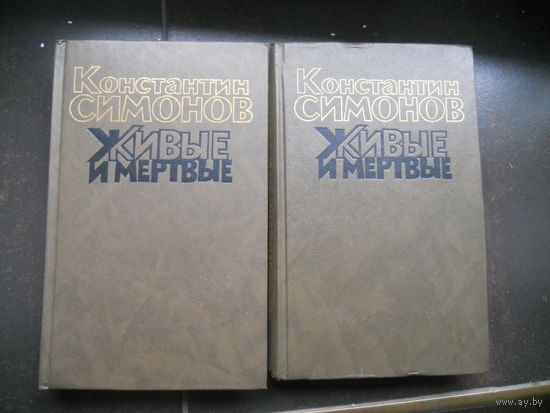 Константин
СИМОНОВ
ЖИВЫЕ
И МЕРТВЫЕ
Константин
СИМОНОВ
ЖИВЫЕ
И МЕРТВЫЕ
www.ay.by